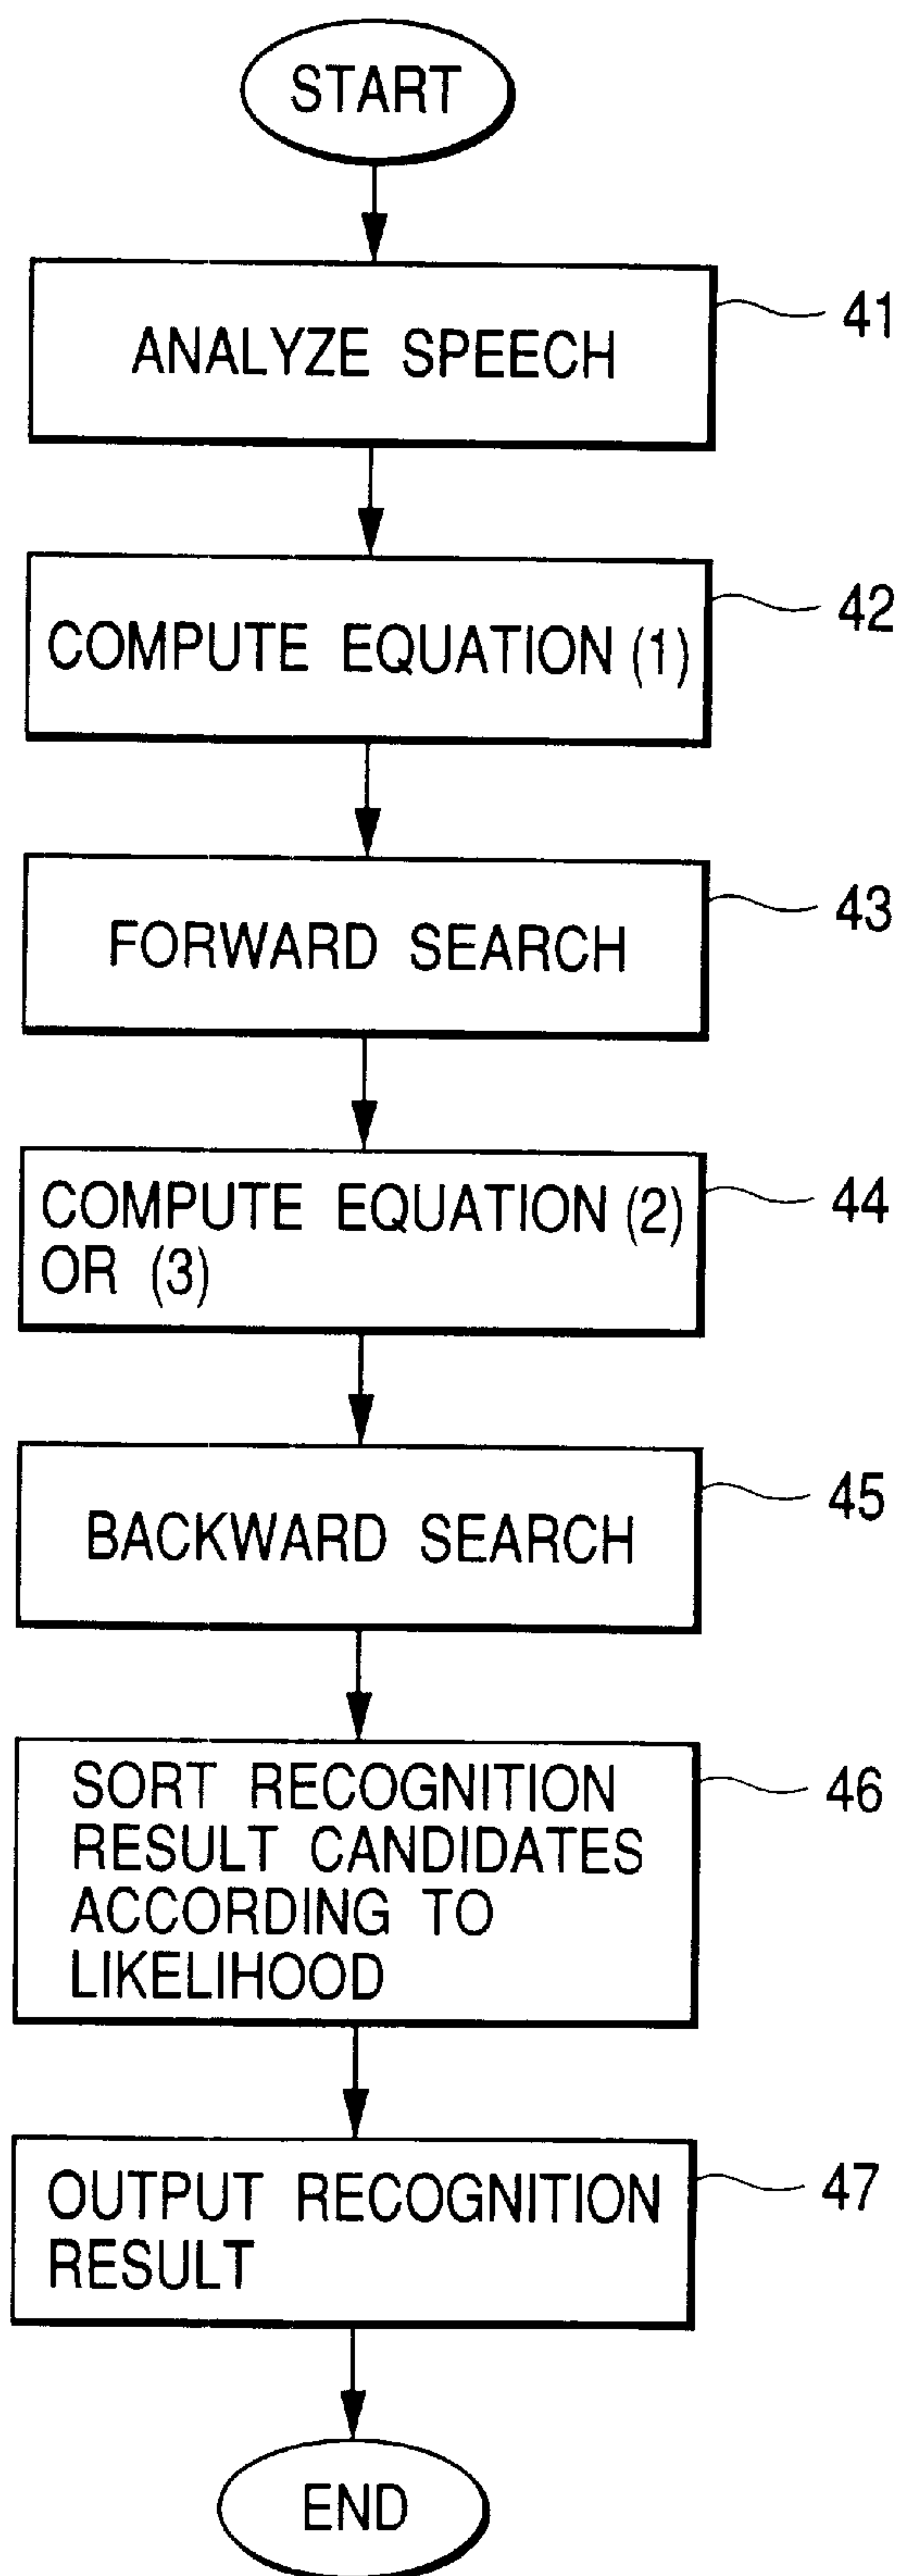 START
ANALYZE SPEECH
41
COMPUTE EQUATION (1)
42
FORWARD SEARCH
43
COMPUTE EQUATION (2)
OR (3)
44
BACKWARD SEARCH
45
SORT RECOGNITION
RESULT CANDIDATES
ACCORDING TO
LIKELIHOOD
46
OUTPUT RECOGNITION
RESULT
47
END